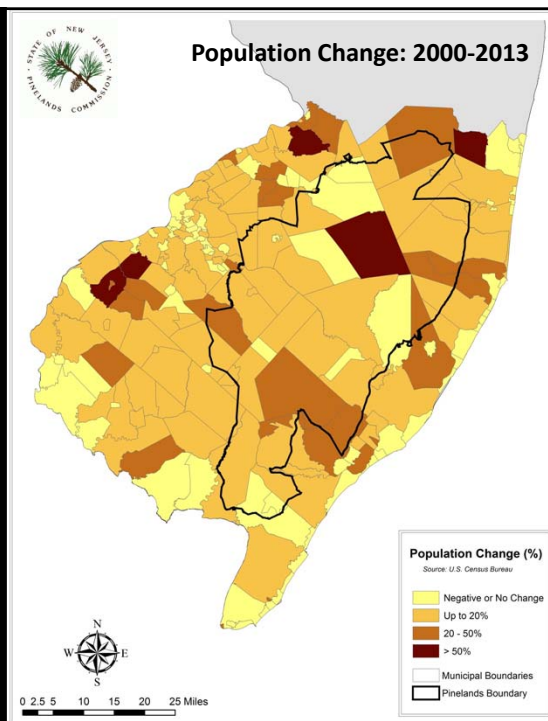 STATE OF NEW JERSEY
PINELANDS COMMISSION
Population Change: 2000-2013
Population Change (%)
Source: U.S. Census Bureau
Negative or No Change
Up to 20%
20 - 50%
> 50%
Municipal Boundaries
Pinelands Boundary
N
W E
S
0 2.5 5 10 15 20 25 Miles